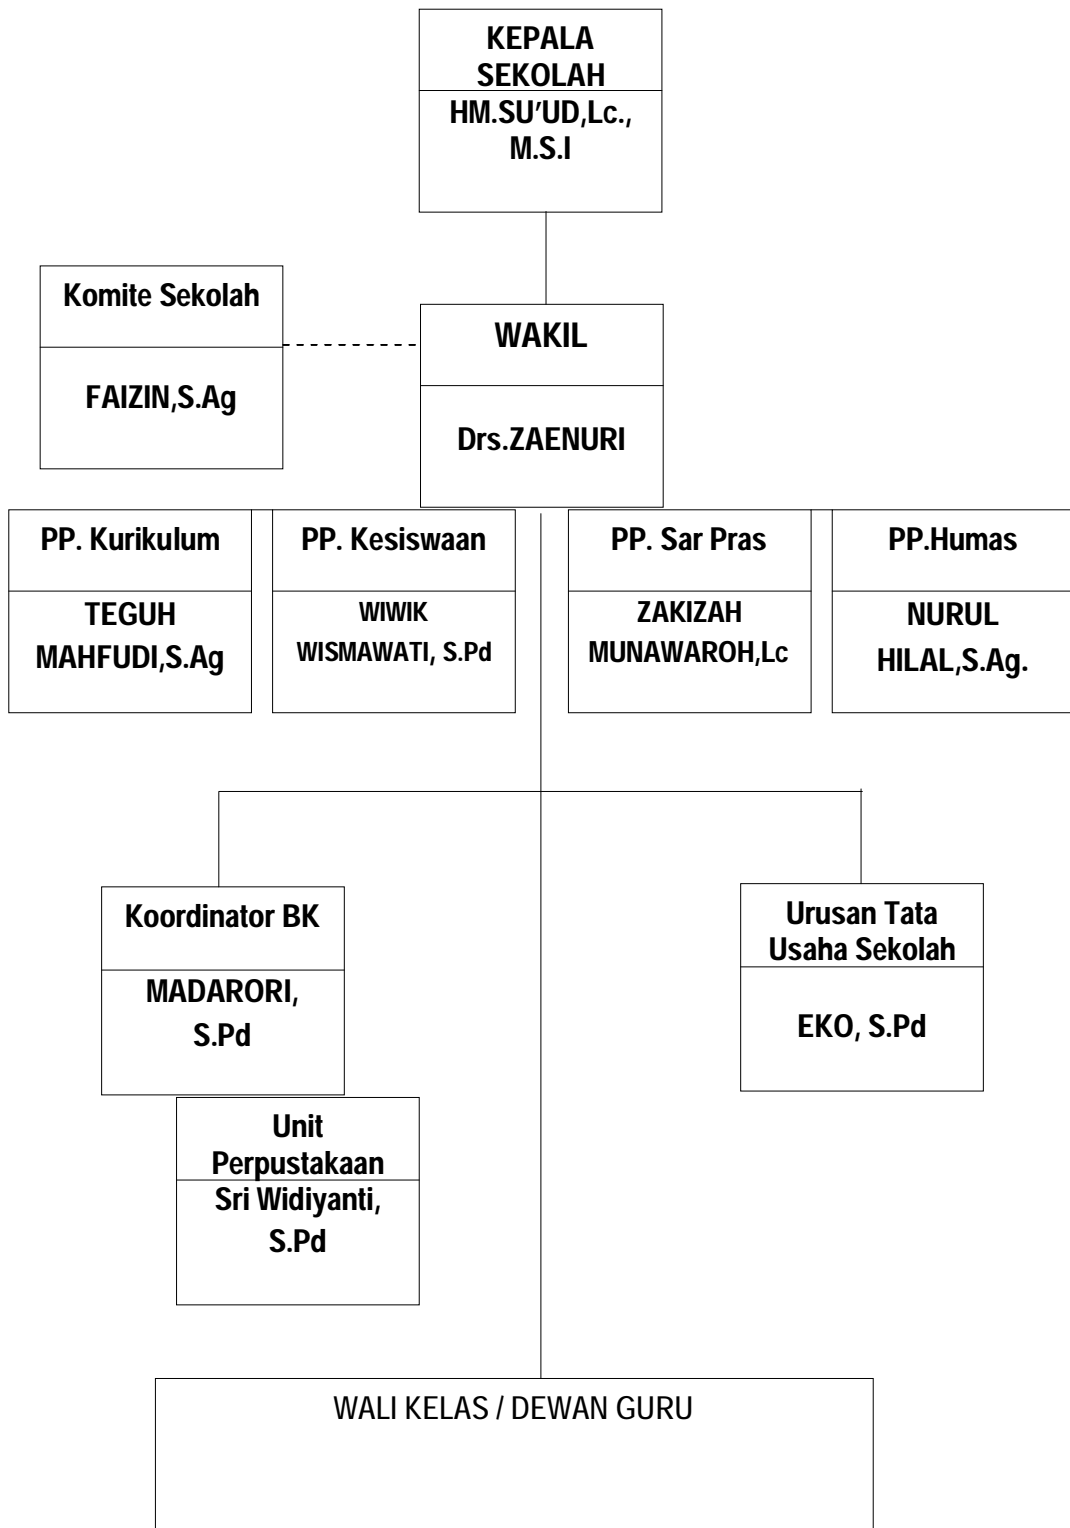 KEPALA
SEKOLAH
HM.SU’UD,Lc.,
M.S.I
Komite Sekolah
FAIZIN,S.Ag
WAKIL
Drs.ZAENURI
PP. Kurikulum
TEGUH
MAHFUDI,S.Ag
PP. Kesiswaan
WIWIK
WISMAWATI, S.Pd
PP. Sar Pras
ZAKIZAH
MUNAWAROH,Lc
PP.Humas
NURUL
HILAL,S.Ag.
Koordinator BK
MADARORI,
S.Pd
Urusan Tata
Usaha Sekolah
EKO, S.Pd
Unit
Perpustakaan
Sri Widiyanti,
S.Pd
WALI KELAS / DEWAN GURU